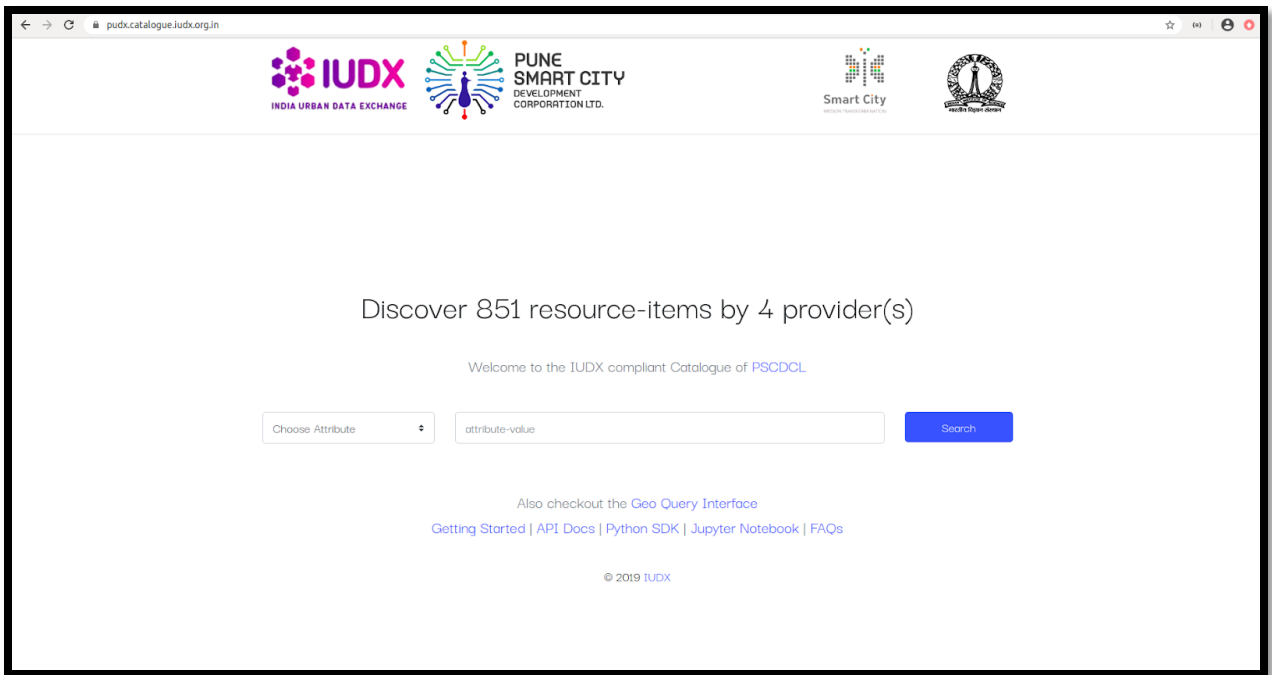 pudx.catalogue.iudx.org.in
IUDX
INDIA URBAN DATA EXCHANGE
PUNE
SMART CITY
DEVELOPMENT
CORPORATION LTD.
Smart City
भारतीय विज्ञान संस्थान
Discover 851 resource-items by 4 provider(s)
Welcome to the IUDX compliant Catalogue of PSCDCL
Choose Attribute
attribute-value
Search
Also checkout the Geo Query Interface
Getting Started | API Docs | Python SDK | Jupyter Notebook | FAQs
© 2019 IUDX